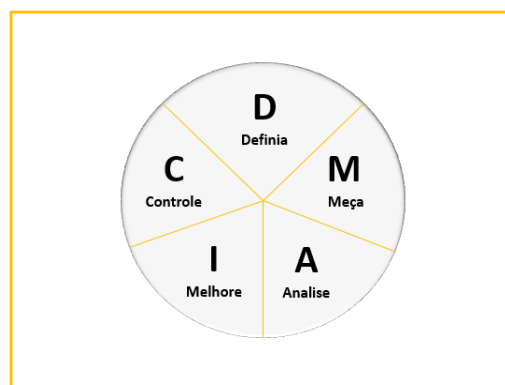 D
Definia
M
Meça
A
Analise
I
Melhore
C
Controle